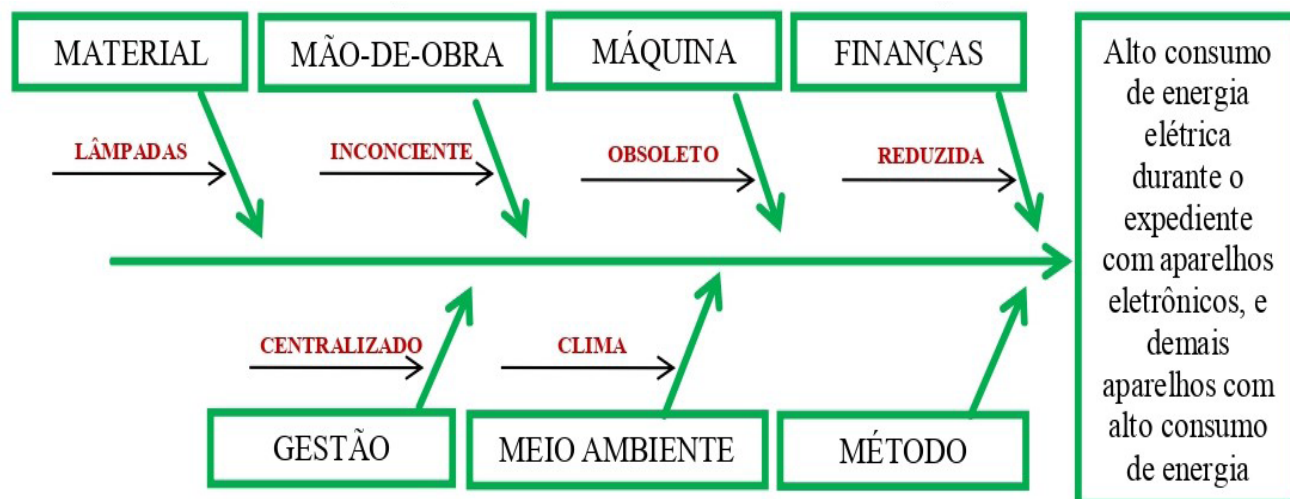 MATERIAL
MÃO-DE-OBRA
MÁQUINA
FINANÇAS
LÂMPADAS
INCONCIENTE
OBSOLETO
REDUZIDA
CENTRALIZADO
CLIMA
GESTÃO
MEIO AMBIENTE
MÉTODO
Alto consumo
de energia
elétrica
durante o
expediente
com aparelhos
eletrônicos, e
demais
aparelhos com
alto consumo
de energia